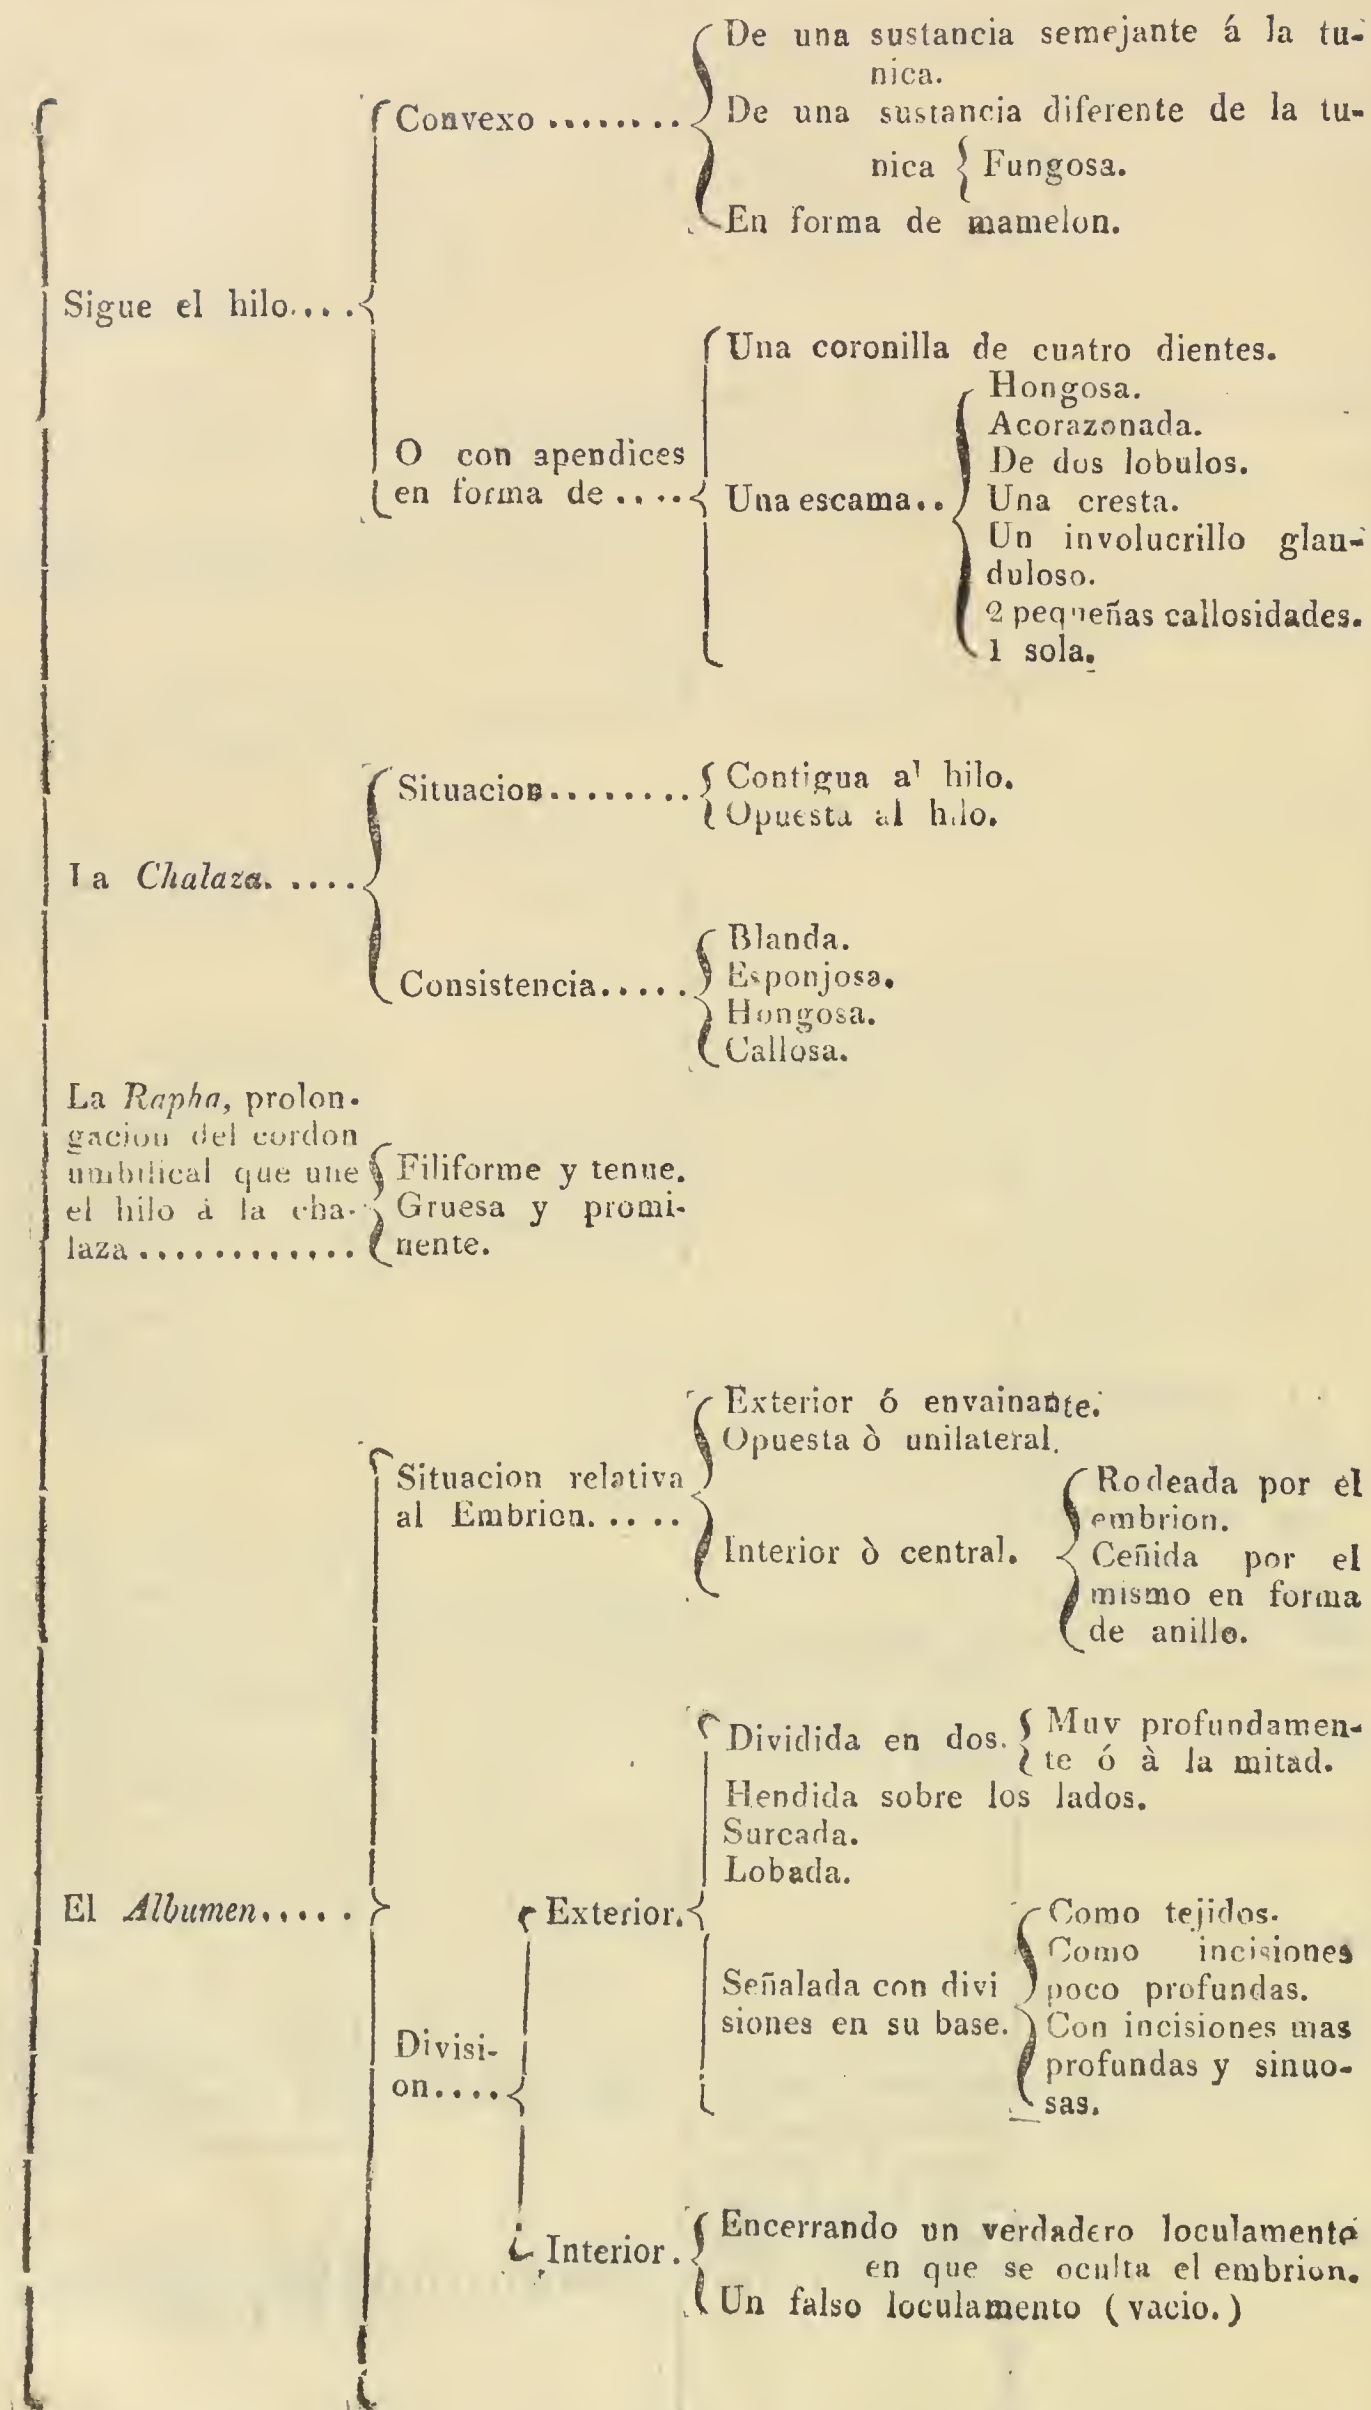 De una sustancia semejante á la tu-
nica.
Convexo ........
De una sustancia diferente de la tu-
nica { Fungosa.
En forma de mamelon.
Sigue el hilo....
Una coronilla de cuatro dientes.
O con apendices
en forma de ....
Una escama..
Hongosa.
Acorazonada.
De dos lobulos.
Una cresta.
Un involucrillo glau-
duloso.
2 pequeñas callosidades.
1 sola.
La Chalaza. ....
Situacion........
Contigua al hilo.
Opuesta al hilo.
Consistencia.....
Blanda.
Esponjosa.
Hongosa.
Callosa.
La Rapha, prolon-
gacion del cordon
umbilical que une
el hilo à la cha-
laza ............
Filiforme y tenue.
Gruesa y promi-
nente.
El Albumen.....
Situacion relativa
al Embrion. ....
Exterior ó envainante.
Opuesta ò unilateral.
Interior ò central.
Rodeada por el
embrion.
Ceñida por el
mismo en forma
de anillo.
Divisi-
on....
Exterior.
Dividida en dos.
Muy profundamen-
te ó à la mitad.
Hendida sobre los lados.
Surcada.
Lobada.
Señalada con divi
siones en su base.
Como tejidos.
Como incisiones
poco profundas.
Con incisiones mas
profundas y sinuo-
sas.
Interior.
Encerrando un verdadero loculamento
en que se oculta el embrion.
Un falso loculamento (vacio.)